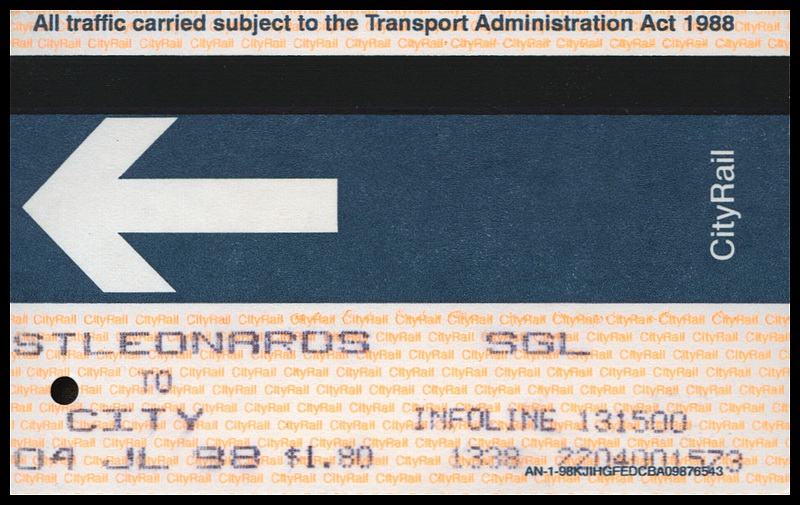 All traffic carried subject to the Transport Administration Act 1988
CityRail
STLEONARDS SGL
TO
CITY INFOLINE 131500
04 JL 98 $1.80 1338 2204001573
AN-1-98KJIHGFEDCBA09876543